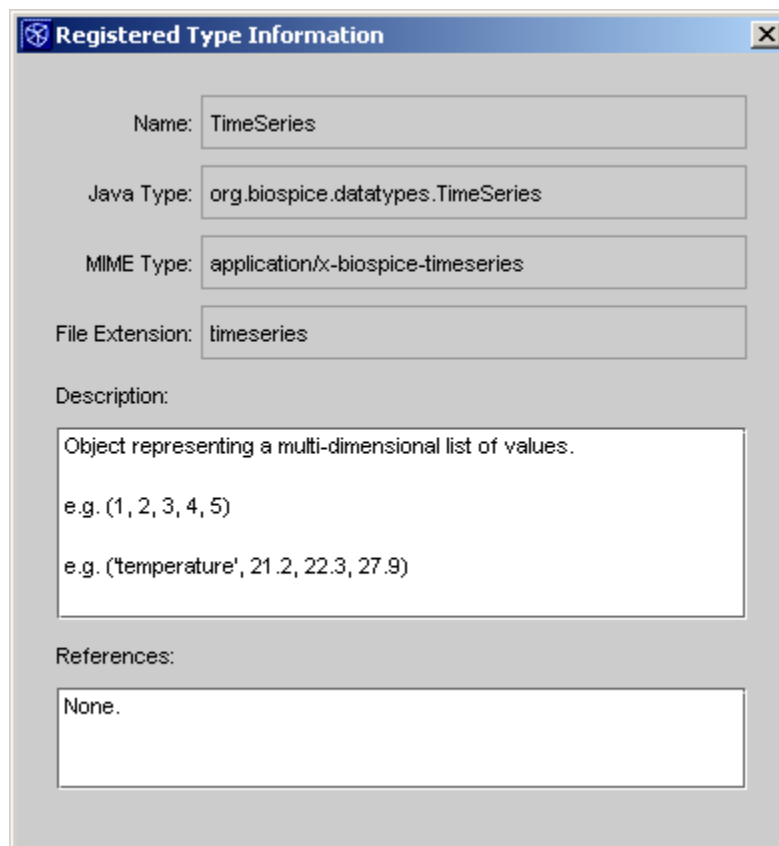 Registered Type Information
Name: TimeSeries
Java Type: org.biospice.datatypes.TimeSeries
MIME Type: application/x-biospice-timeseries
File Extension: timeseries
Description:
Object representing a multi-dimensional list of values.
e.g. (1, 2, 3, 4, 5)
e.g. ('temperature', 21.2, 22.3, 27.9)
References:
None.